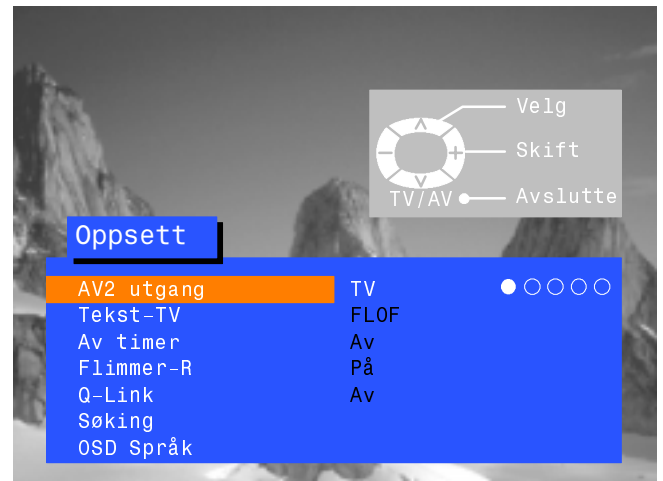 Velg
Skift
TV/AV Avslutte
Oppsett
AV2 utgang TV
Tekst-TV FLOF
Av timer Av
Flimmer-R På
Q-Link Av
Søking
OSD Språk